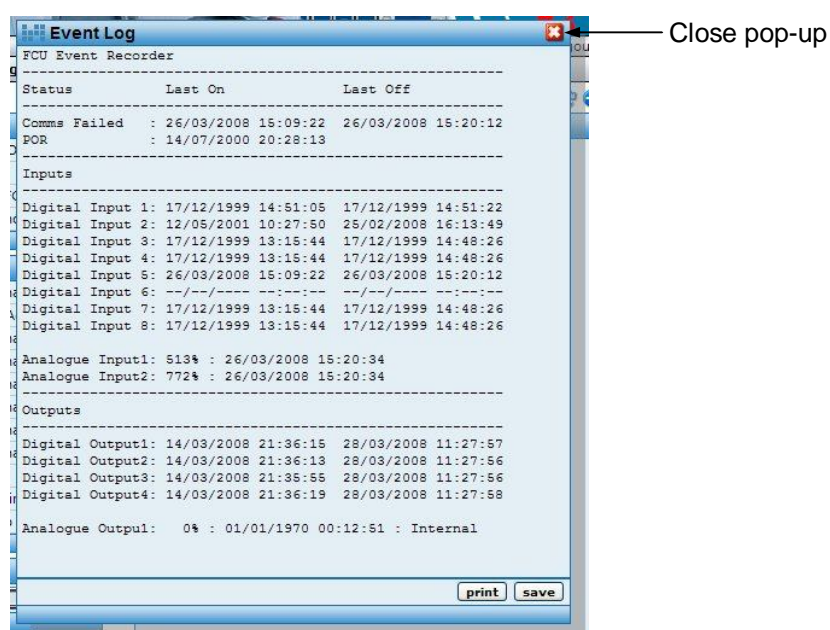 Event Log
Close pop-up
FCU Event Recorder
------------------------------------------------------
Status Last On Last Off
------------------------------------------------------
Comms Failed : 26/03/2008 15:09:22 26/03/2008 15:20:12
POR : 14/07/2000 20:28:13
------------------------------------------------------
Inputs
------------------------------------------------------
Digital Input 1: 17/12/1999 14:51:05 17/12/1999 14:51:22
Digital Input 2: 12/05/2001 10:27:50 25/02/2008 16:13:49
Digital Input 3: 17/12/1999 13:15:44 17/12/1999 14:48:26
Digital Input 4: 17/12/1999 13:15:44 17/12/1999 14:48:26
Digital Input 5: 26/03/2008 15:09:22 26/03/2008 15:20:12
Digital Input 6: --/--/---- --:--:-- --/--/---- --:--:--
Digital Input 7: 17/12/1999 13:15:44 17/12/1999 14:48:26
Digital Input 8: 17/12/1999 13:15:44 17/12/1999 14:48:26
Analogue Input1: 513% : 26/03/2008 15:20:34
Analogue Input2: 772% : 26/03/2008 15:20:34
------------------------------------------------------
Outputs
------------------------------------------------------
Digital Output1: 14/03/2008 21:36:15 28/03/2008 11:27:57
Digital Output2: 14/03/2008 21:36:13 28/03/2008 11:27:56
Digital Output3: 14/03/2008 21:35:55 28/03/2008 11:27:56
Digital Output4: 14/03/2008 21:36:19 28/03/2008 11:27:58
Analogue Outpu1: 0% : 01/01/1970 00:12:51 : Internal
print save